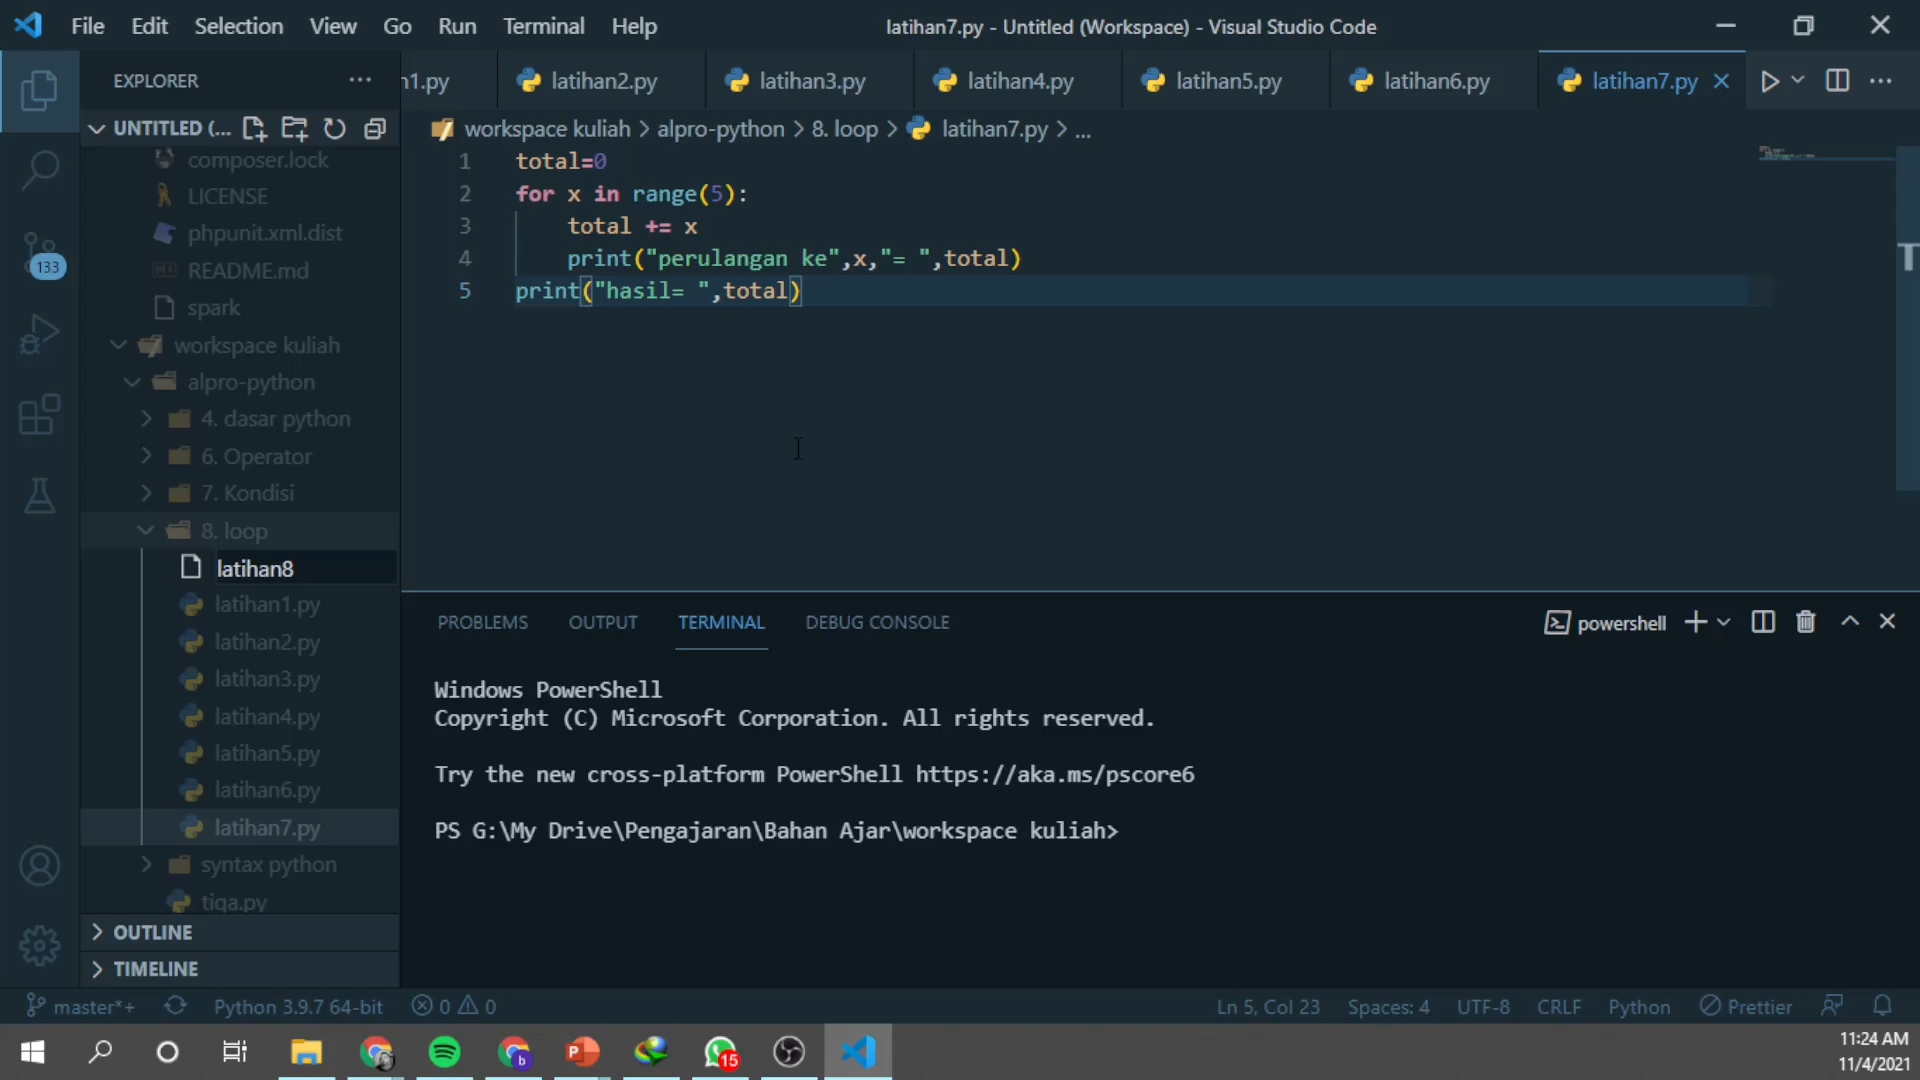 File Edit Selection View Go Run Terminal Help latihan7.py - Untitled (Workspace) - Visual Studio Code
EXPLORER
n1.py latihan2.py latihan3.py latihan4.py latihan5.py latihan6.py latihan7.py
UNTITLED (...
workspace kuliah > alpro-python > 8. loop > latihan7.py > ...
composer.lock
LICENSE
phpunit.xml.dist
README.md
spark
workspace kuliah
alpro-python
4. dasar python
6. Operator
7. Kondisi
8. loop
latihan8
latihan1.py
latihan2.py
latihan3.py
latihan4.py
latihan5.py
latihan6.py
latihan7.py
syntax python
tiga.py
OUTLINE
TIMELINE
133
1 total=0
2 for x in range(5):
3 total += x
4 print("perulangan ke",x,"= ",total)
5 print("hasil= ",total)
T
PROBLEMS OUTPUT TERMINAL DEBUG CONSOLE
powershell
Windows PowerShell
Copyright (C) Microsoft Corporation. All rights reserved.
Try the new cross-platform PowerShell https://aka.ms/pscore6
PS G:\My Drive\Pengajaran\Bahan Ajar\workspace kuliah>
master*+ Python 3.9.7 64-bit 0 0 Ln 5, Col 23 Spaces: 4 UTF-8 CRLF Python Prettier
b P 15
11:24 AM
11/4/2021